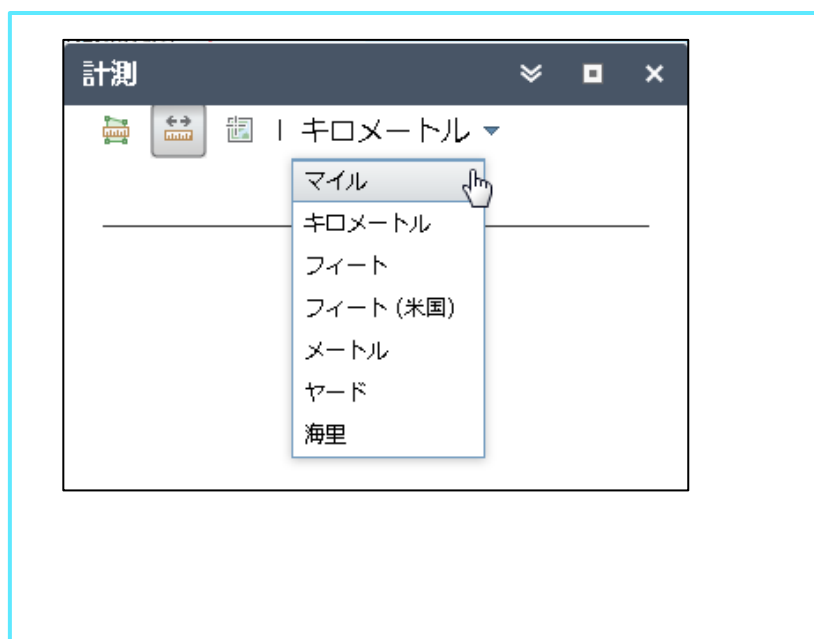 計測
キロメートル
マイル
キロメートル
フィート
フィート (米国)
メートル
ヤード
海里